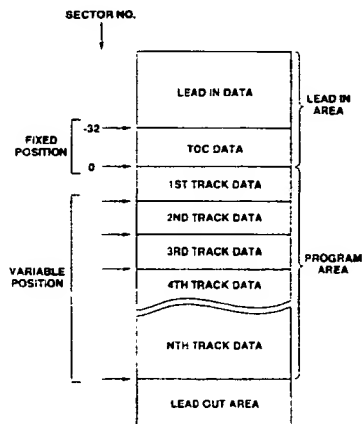 SECTOR NO.
LEAD IN DATA
LEAD IN
AREA
-32
FIXED
POSITION
TOC DATA
0
1ST TRACK DATA
2ND TRACK DATA
3RD TRACK DATA
VARIABLE
POSITION
PROGRAM
AREA
4TH TRACK DATA
NTH TRACK DATA
LEAD OUT AREA